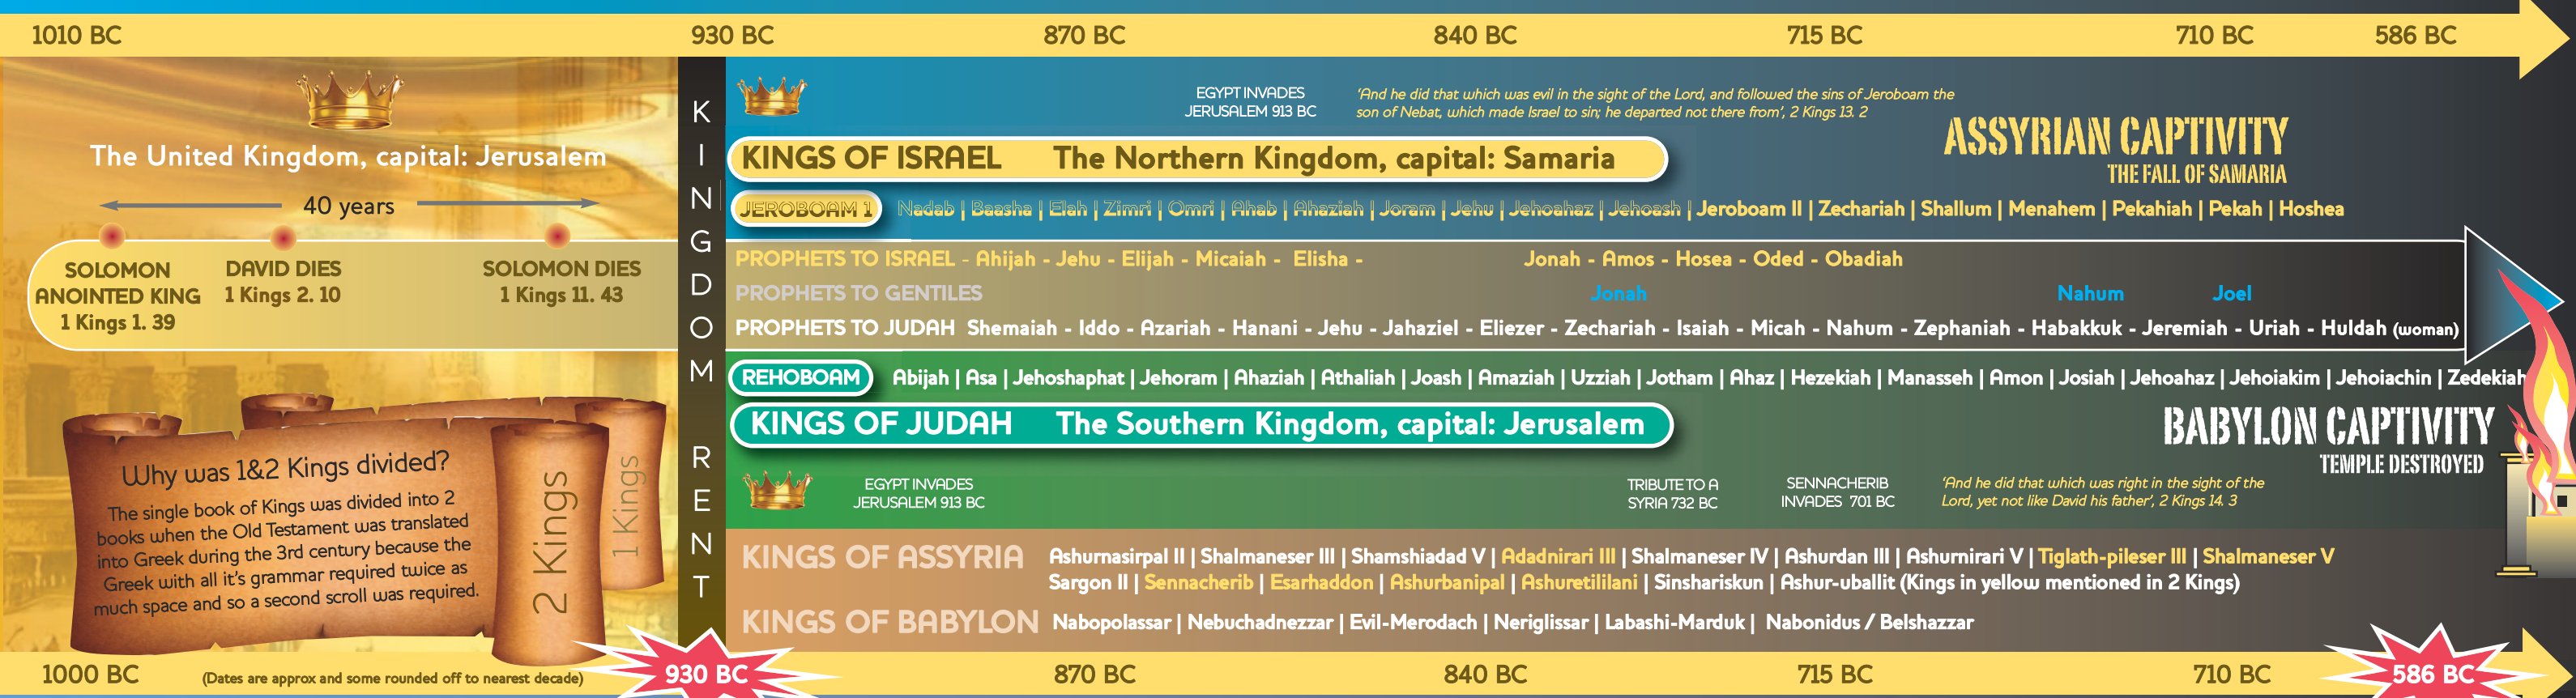 1010 BC 930 BC 870 BC 840 BC 715 BC 710 BC 586 BC
The United Kingdom, capital: Jerusalem
40 years
SOLOMON
ANOINTED KING
1 Kings 1. 39
DAVID DIES
1 Kings 2. 10
SOLOMON DIES
1 Kings 11. 43
Why was 1&2 Kings divided?
The single book of Kings was divided into 2
books when the Old Testament was translated
into Greek during the 3rd century because the
Greek with all it's grammar required twice as
much space and so a second scroll was required.
2 Kings
1 Kings
KINGDOM RENT
EGYPT INVADES
JERUSALEM 913 BC
'And he did that which was evil in the sight of the Lord, and followed the sins of Jeroboam the
son of Nebat, which made Israel to sin; he departed not there from', 2 Kings 13. 2
ASSYRIAN CAPTIVITY
THE FALL OF SAMARIA
KINGS OF ISRAEL The Northern Kingdom, capital: Samaria
JEROBOAM 1 Nadab | Baasha | Elah | Zimri | Omri | Ahab | Ahaziah | Joram | Jehu | Jehoahaz | Jehoash | Jeroboam II | Zechariah | Shallum | Menahem | Pekahiah | Pekah | Hoshea
PROPHETS TO ISRAEL - Ahijah - Jehu - Elijah - Micaiah - Elisha - Jonah - Amos - Hosea - Oded - Obadiah
PROPHETS TO GENTILES Jonah Nahum Joel
PROPHETS TO JUDAH Shemaiah - Iddo - Azariah - Hanani - Jehu - Jahaziel - Eliezer - Zechariah - Isaiah - Micah - Nahum - Zephaniah - Habakkuk - Jeremiah - Uriah - Huldah (woman)
REHOBOAM Abijah | Asa | Jehoshaphat | Jehoram | Ahaziah | Athaliah | Joash | Amaziah | Uzziah | Jotham | Ahaz | Hezekiah | Manasseh | Amon | Josiah | Jehoahaz | Jehoiakim | Jehoiachin | Zedekiah
KINGS OF JUDAH The Southern Kingdom, capital: Jerusalem
BABYLON CAPTIVITY
TEMPLE DESTROYED
EGYPT INVADES
JERUSALEM 913 BC
TRIBUTE TO A
SYRIA 732 BC
SENNACHERIB
INVADES 701 BC
'And he did that which was right in the sight of the
Lord, yet not like David his father', 2 Kings 14. 3
KINGS OF ASSYRIA Ashurnasirpal II | Shalmaneser III | Shamshiadad V | Adadnirari III | Shalmaneser IV | Ashurdan III | Ashurnirari V | Tiglath-pileser III | Shalmaneser V
Sargon II | Sennacherib | Esarhaddon | Ashurbanipal | Ashuretililani | Sinshariskun | Ashur-uballit (Kings in yellow mentioned in 2 Kings)
KINGS OF BABYLON Nabopolassar | Nebuchadnezzar | Evil-Merodach | Neriglissar | Labashi-Marduk | Nabonidus / Belshazzar
1000 BC (Dates are approx and some rounded off to nearest decade) 930 BC 870 BC 840 BC 715 BC 710 BC 586 BC